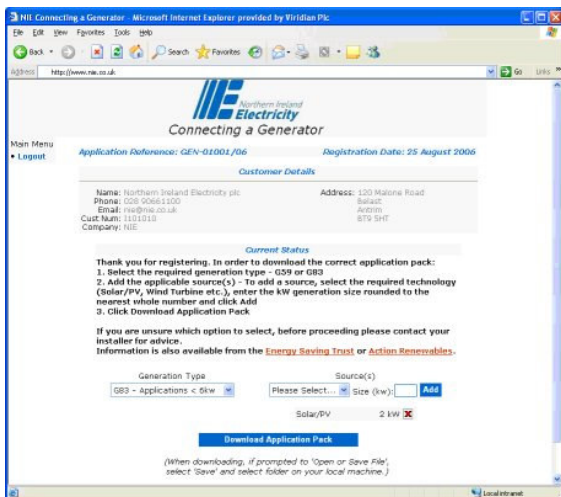 NIE Connecting a Generator - Microsoft Internet Explorer provided by Viridian Plc
File Edit View Favorites Tools Help
Back Search Favorites
Address http://www.nie.co.uk Go Links
Northern Ireland
Electricity
Connecting a Generator
Main Menu
• Logout
Application Reference: GEN-01001/06 Registration Date: 25 August 2006
Customer Details
Name: Northern Ireland Electricity plc Address: 120 Malone Road
Phone: 028 90661100 Belast
Email: nie@nie.co.uk Antrim
Cust Num: 1101010 BT9 5HT
Company: NIE
Current Status
Thank you for registering. In order to download the correct application pack:
1. Select the required generation type - G59 or G83
2. Add the applicable source(s) - To add a source, select the required technology
(Solar/PV, Wind Turbine etc.), enter the kW generation size rounded to the
nearest whole number and click Add
3. Click Download Application Pack
If you are unsure which option to select, before proceeding please contact your
installer for advice.
Information is also available from the Energy Saving Trust or Action Renewables.
Generation Type Source(s)
G83 - Applications < 6kw Please Select... Size (kw): Add
Solar/PV 2 kW
Download Application Pack
(When downloading, if prompted to 'Open or Save File',
select 'Save' and select folder on your local machine.)
Local intranet